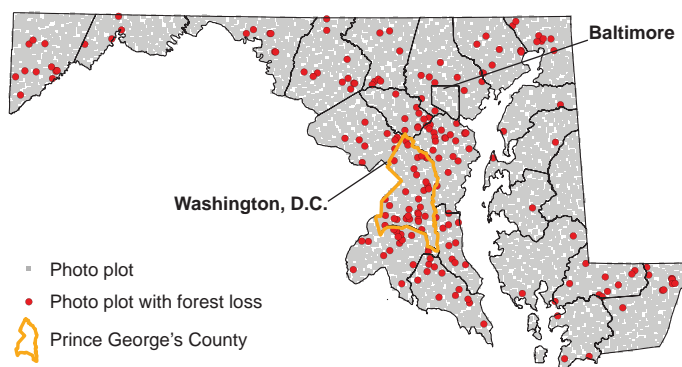 Baltimore
Washington, D.C.
Photo plot
Photo plot with forest loss
Prince George’s County